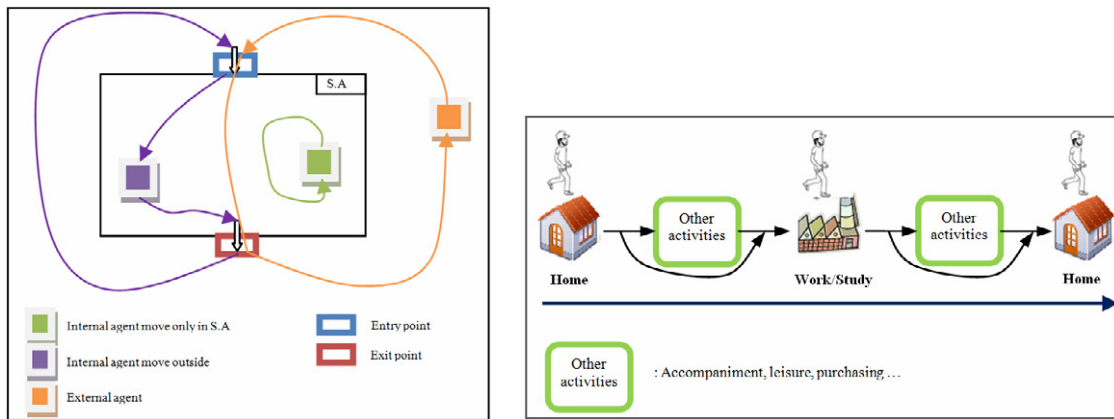 S.A
Internal agent move only in S.A
Internal agent move outside
External agent
Entry point
Exit point
Other
activities
Other
activities
Home
Work/Study
Home
Other
activities
: Accompaniment, leisure, purchasing ...